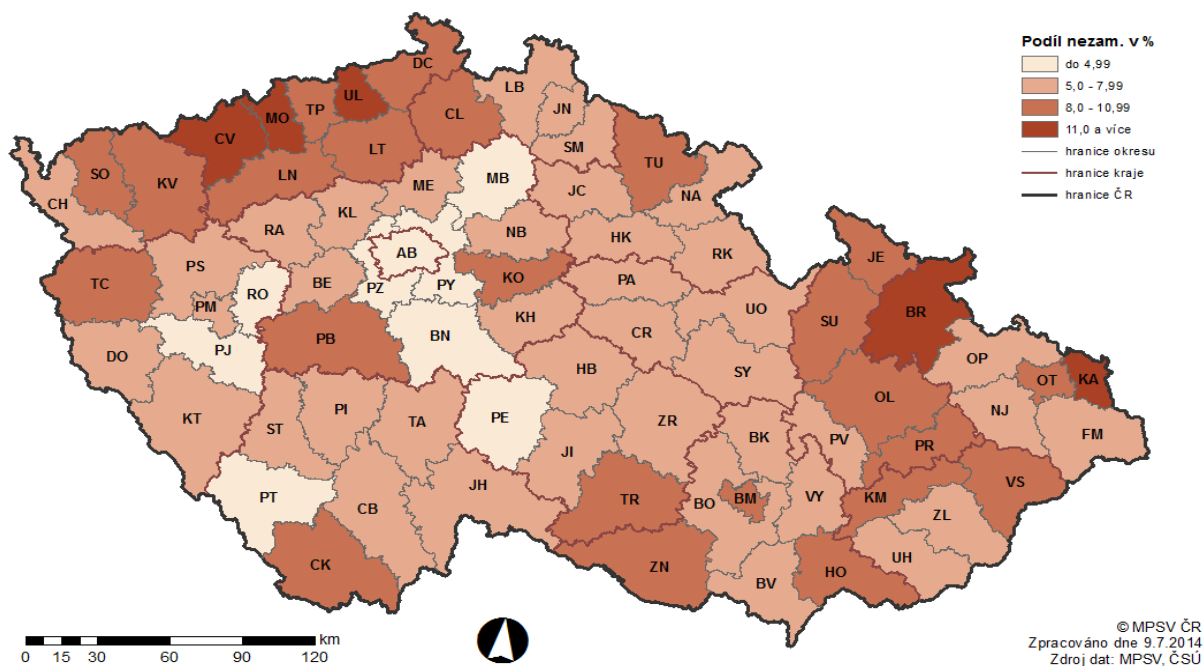 Podíl nezam. v %
do 4,99
5,0 - 7,99
8,0 - 10,99
11,0 a více
hranice okresu
hranice kraje
hranice ČR
DC
LB
UL
JN
TP
MO
CL
CV
SM
LT
TU
SO
LN
MB
KV
ME
JC
NA
CH
KL
RA
NB
HK
AB
RK
JE
PS
TC
BE
KO
PA
RO
PZ
PY
PM
UO
BR
SU
KH
CR
PB
BN
PJ
DO
OP
SY
HB
OT
KA
OL
PI
NJ
KT
ST
TA
PE
ZR
FM
BK
PV
PR
JI
VS
JH
PT
TR
BM
BO
VY
KM
CB
ZL
UH
CK
ZN
HO
BV
km
0 15 30 60 90 120
© MPSV ČR
Zpracováno dne 9.7.2014
Zdroj dat: MPSV, ČSÚ